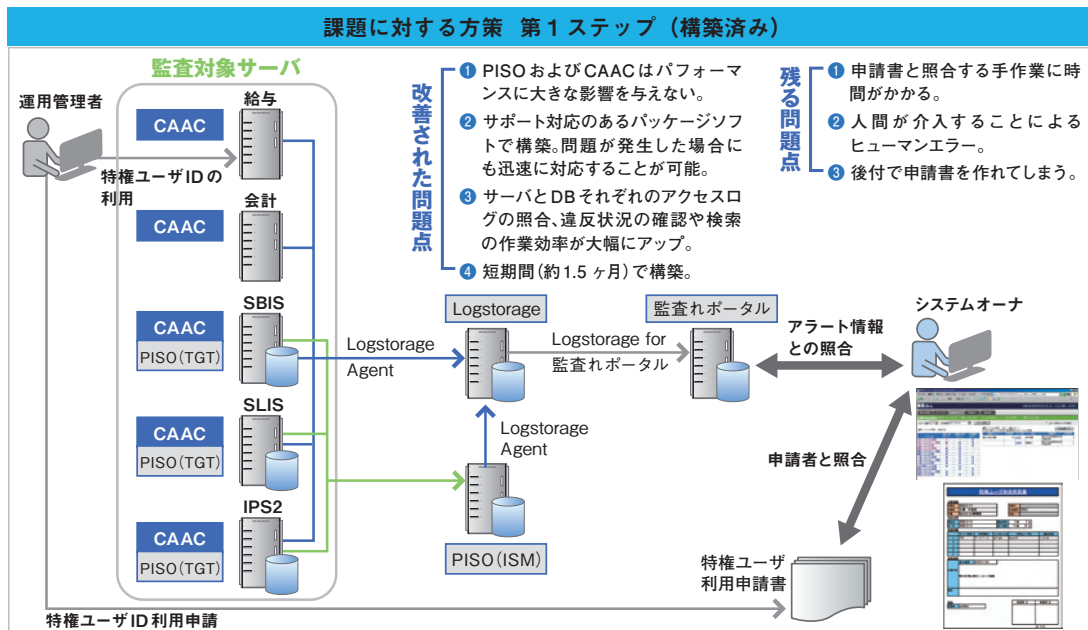 課題に対する方策 第1ステップ（構築済み）
監査対象サーバ
運用管理者
特権ユーザIDの
利用
CAAC
給与
CAAC
会計
SBIS
CAAC
PISO(TGT)
SLIS
CAAC
PISO(TGT)
IPS2
CAAC
PISO(TGT)
改善された問題点
❶ PISOおよびCAACはパフォーマ
ンスに大きな影響を与えない。
❷ サポート対応のあるパッケージソフ
トで構築。問題が発生した場合に
も迅速に対応することが可能。
❸ サーバとDBそれぞれのアクセスロ
グの照合、違反状況の確認や検索
の作業効率が大幅にアップ。
❹ 短期間(約1.5ヶ月)で構築。
残る問題点
❶ 申請書と照合する手作業に時
間がかかる。
❷ 人間が介入することによる
ヒューマンエラー。
❸ 後付で申請書を作れてしまう。
Logstorage
Agent
Logstorage
Logstorage for
監査れポータル
監査れポータル
アラート情報
との照合
システムオーナ
Logstorage
Agent
PISO(ISM)
申請者と照合
特権ユーザ
利用申請書
特権ユーザID利用申請